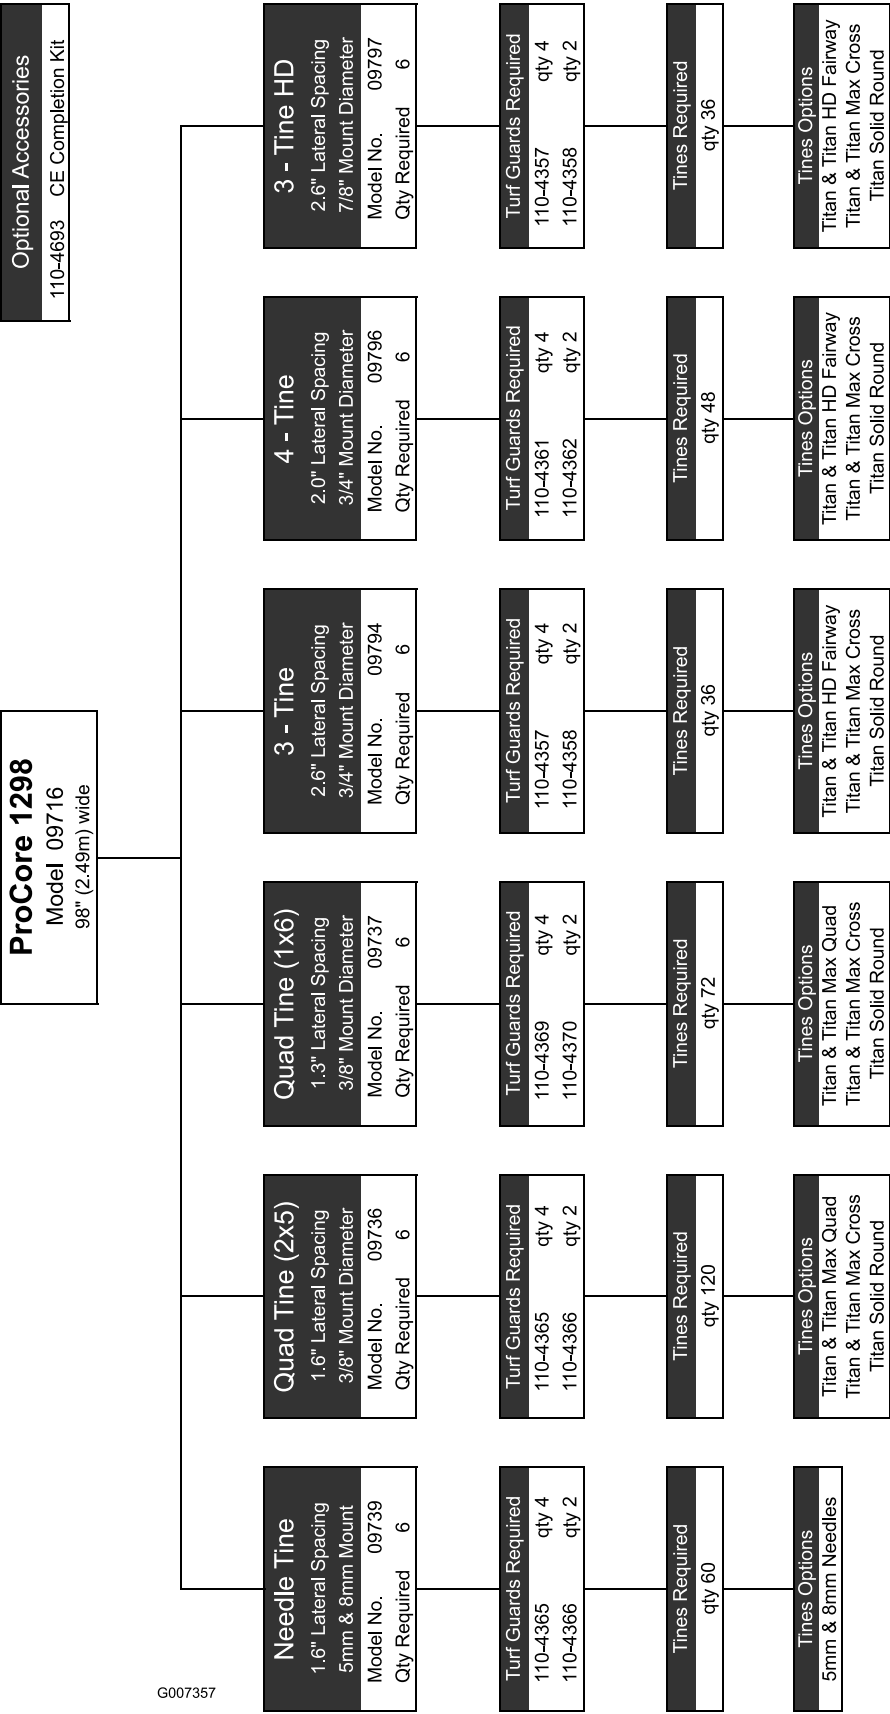 ProCore 1298
Model 09716
98" (2.49m) wide
Optional Accessories
110-4693 CE Completion Kit
Needle Tine
1.6" Lateral Spacing
5mm & 8mm Mount
Model No. 09739
Qty Required 6
Turf Guards Required
110-4365 qty 4
110-4366 qty 2
Tines Required
qty 60
Tines Options
5mm & 8mm Needles
Quad Tine (2x5)
1.6" Lateral Spacing
3/8" Mount Diameter
Model No. 09736
Qty Required 6
Turf Guards Required
110-4365 qty 4
110-4366 qty 2
Tines Required
qty 120
Tines Options
Titan & Titan Max Quad
Titan & Titan Max Cross
Titan Solid Round
Quad Tine (1x6)
1.3" Lateral Spacing
3/8" Mount Diameter
Model No. 09737
Qty Required 6
Turf Guards Required
110-4369 qty 4
110-4370 qty 2
Tines Required
qty 72
Tines Options
Titan & Titan Max Quad
Titan & Titan Max Cross
Titan Solid Round
3 - Tine
2.6" Lateral Spacing
3/4" Mount Diameter
Model No. 09794
Qty Required 6
Turf Guards Required
110-4357 qty 4
110-4358 qty 2
Tines Required
qty 36
Tines Options
Titan & Titan HD Fairway
Titan & Titan Max Cross
Titan Solid Round
4 - Tine
2.0" Lateral Spacing
3/4" Mount Diameter
Model No. 09796
Qty Required 6
Turf Guards Required
110-4361 qty 4
110-4362 qty 2
Tines Required
qty 48
Tines Options
Titan & Titan HD Fairway
Titan & Titan Max Cross
Titan Solid Round
3 - Tine HD
2.6" Lateral Spacing
7/8" Mount Diameter
Model No. 09797
Qty Required 6
Turf Guards Required
110-4357 qty 4
110-4358 qty 2
Tines Required
qty 36
Tines Options
Titan & Titan HD Fairway
Titan & Titan Max Cross
Titan Solid Round
G007357